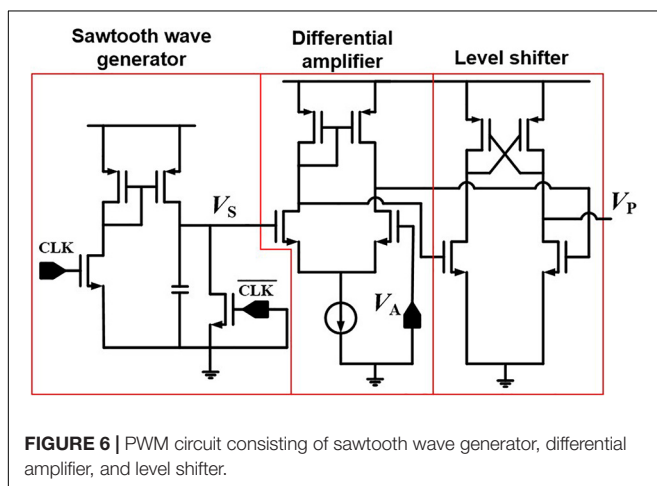 Sawtooth wave
generator
Differential
amplifier
Level shifter
V_S
V_P
CLK
\overline{CLK}
V_A
FIGURE 6 | PWM circuit consisting of sawtooth wave generator, differential
amplifier, and level shifter.